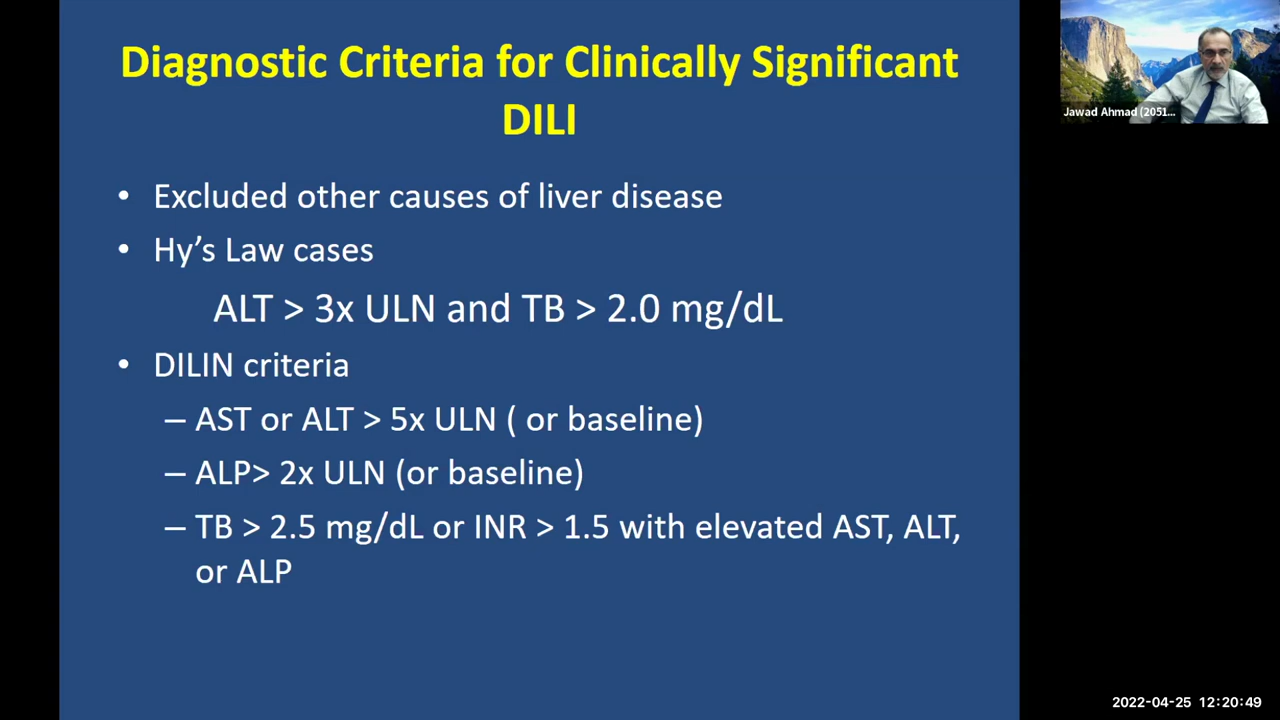 Diagnostic Criteria for Clinically Significant
DILI
• Excluded other causes of liver disease
• Hy’s Law cases
ALT > 3x ULN and TB > 2.0 mg/dL
• DILIN criteria
– AST or ALT > 5x ULN ( or baseline)
– ALP> 2x ULN (or baseline)
– TB > 2.5 mg/dL or INR > 1.5 with elevated AST, ALT,
or ALP
Jawad Ahmad (2051...
2022-04-25 12:20:49